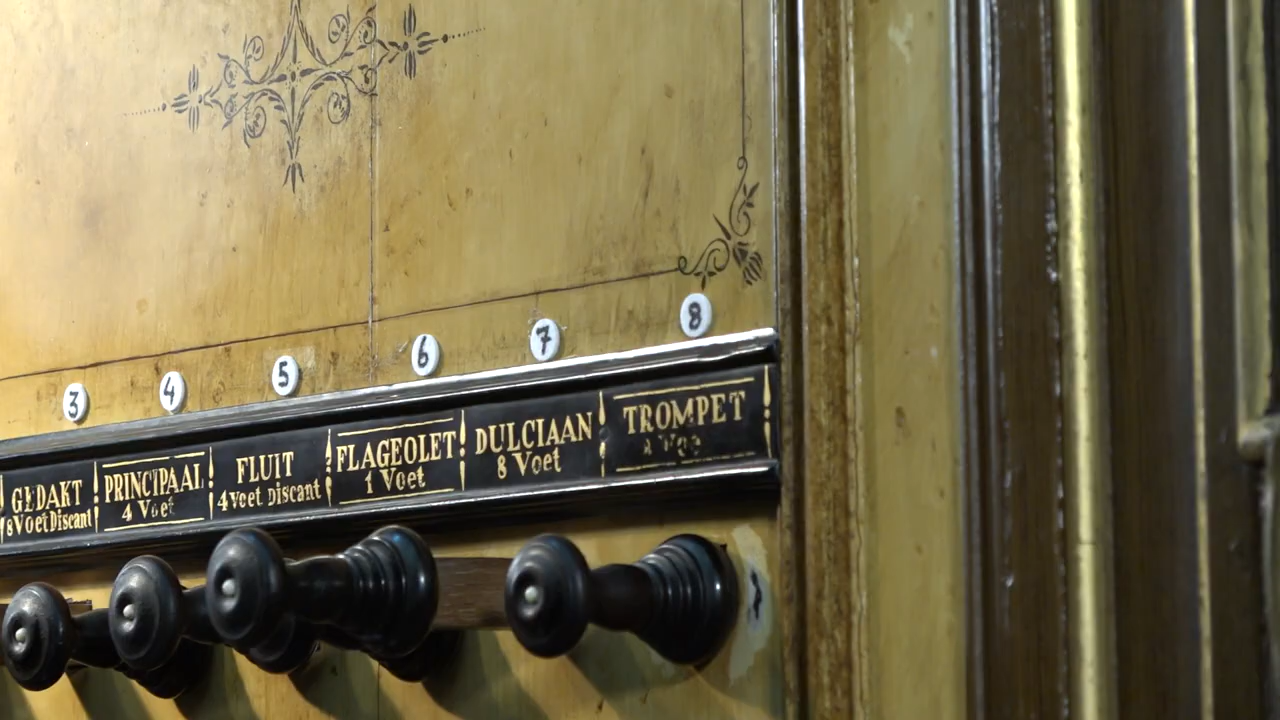 3
4
5
6
7
8
GEDAKT
8 Voet Discant
PRINCIPAAL
4 Voet
FLUIT
4 Voet Discant
FLAGEOLET
1 Voet
DULCIAAN
8 Voet
TROMPET
Voe